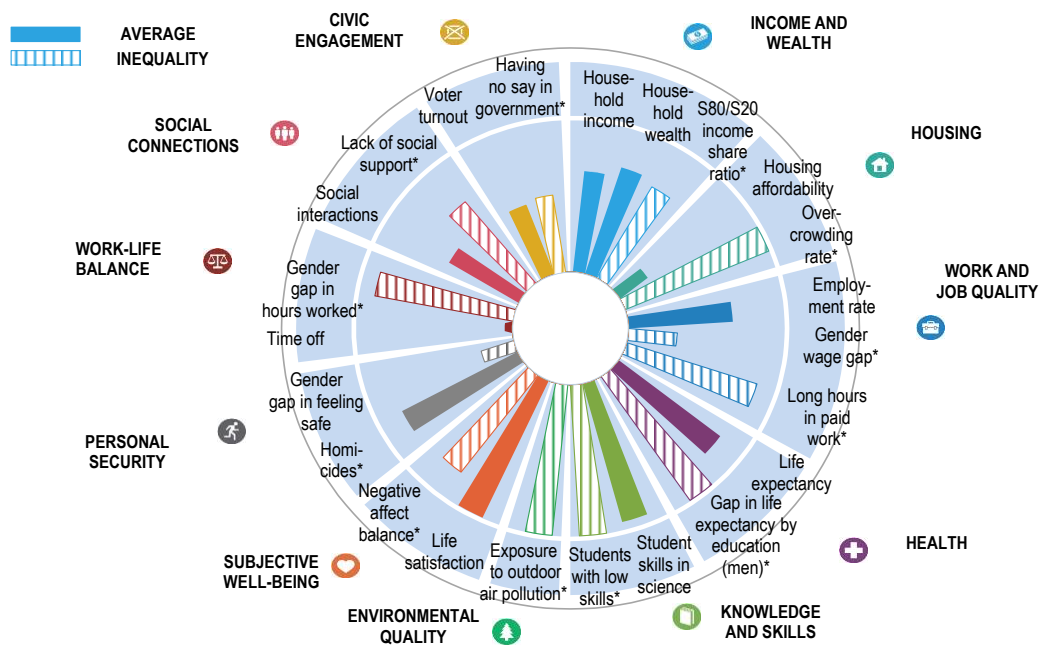 AVERAGE
INEQUALITY
CIVIC
ENGAGEMENT
INCOME AND
WEALTH
SOCIAL
CONNECTIONS
HOUSING
WORK-LIFE
BALANCE
WORK AND
JOB QUALITY
PERSONAL
SECURITY
HEALTH
SUBJECTIVE
WELL-BEING
ENVIRONMENTAL
QUALITY
KNOWLEDGE
AND SKILLS
House-
hold
income
House-
hold
wealth
S80/S20
income
share
ratio*
Housing
affordability
Over-
crowding
rate*
Employ-
ment rate
Gender
wage gap*
Long hours
in paid
work*
Life
expectancy
Gap in life
expectancy by
education
(men)*
Student
skills in
science
Students
with low
skills*
Exposure
to outdoor
air pollution*
Life
satisfaction
Negative
affect
balance*
Homi-
cides*
Gender
gap in feeling
safe
Time off
Gender
gap in
hours worked*
Social
interactions
Lack of social
support*
Voter
turnout
Having
no say in
government*